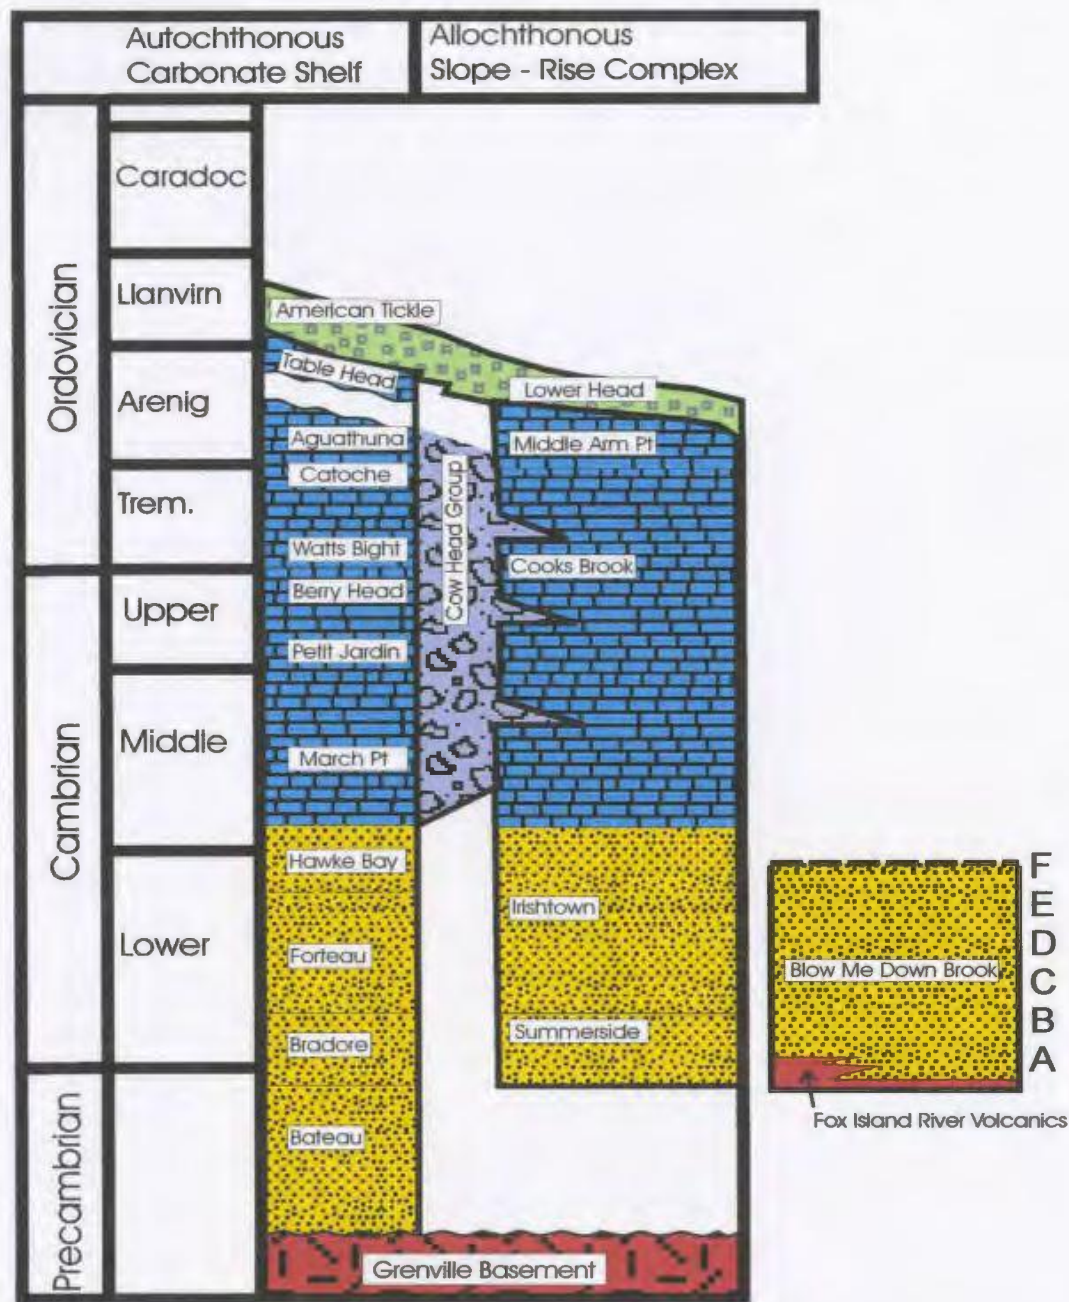 Autochthonous
Carbonate Shelf
Allochthonous
Slope - Rise Complex
Ordovician
Caradoc
Llanvirn
Arenig
Trem.
Cambrian
Upper
Middle
Lower
Precambrian
American Tickle
Table Head
Aguathuna
Catoche
Watts Bight
Berry Head
Petit Jardin
March Pt
Hawke Bay
Forteau
Bradore
Bateau
Grenville Basement
Cow Head Group
Lower Head
Middle Arm Pt
Cooks Brook
Irishtown
Summerside
Blow Me Down Brook
F
E
D
C
B
A
Fox Island River Volcanics